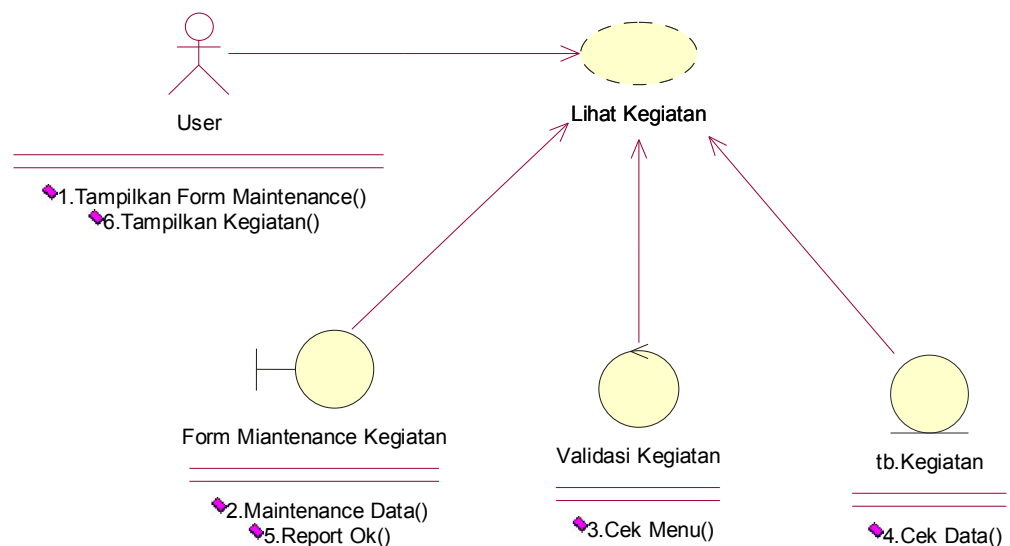 User
Lihat Kegiatan
1.Tampilkan Form Maintenance()
6.Tampilkan Kegiatan()
Form Miantenance Kegiatan
2.Maintenance Data()
5.Report Ok()
Validasi Kegiatan
3.Cek Menu()
tb.Kegiatan
4.Cek Data()